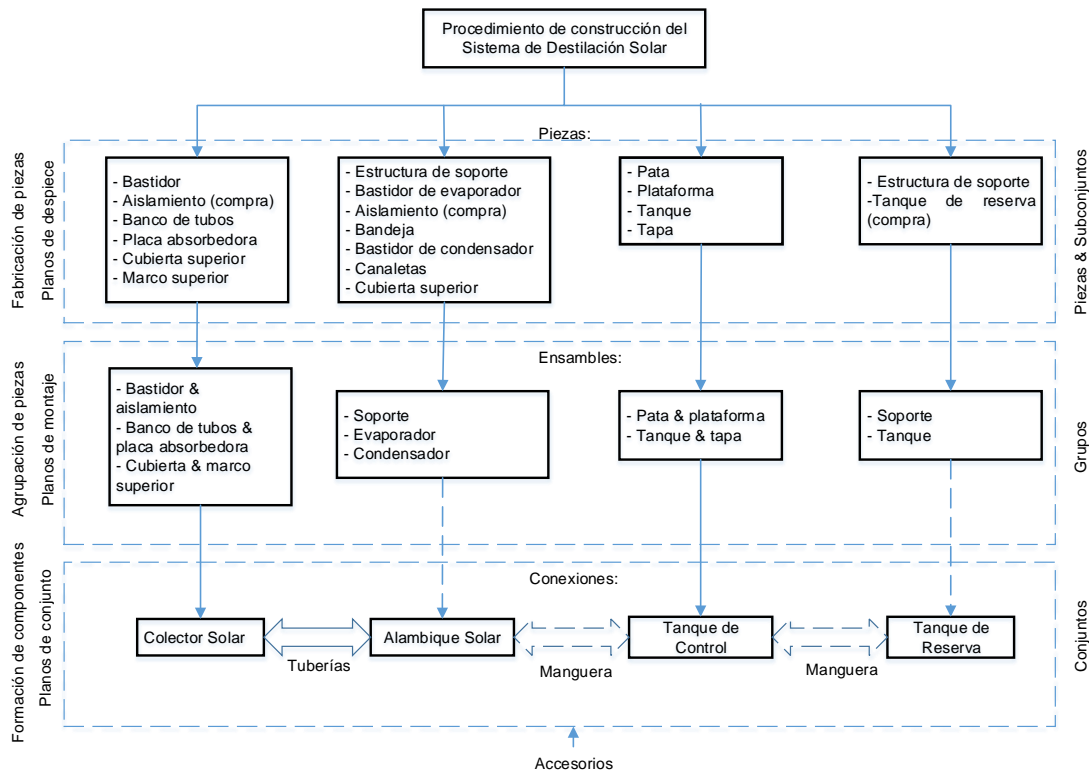 Procedimiento de construcción del
Sistema de Destilación Solar
Piezas:
Fabricación de piezas
Planos de despiece
- Bastidor
- Aislamiento (compra)
- Banco de tubos
- Placa absorbedora
- Cubierta superior
- Marco superior
- Estructura de soporte
- Bastidor de evaporador
- Aislamiento (compra)
- Bandeja
- Bastidor de condensador
- Canaletas
- Cubierta superior
- Pata
- Plataforma
- Tanque
- Tapa
- Estructura de soporte
-Tanque de reserva
(compra)
Piezas & Subconjuntos
Ensambles:
Agrupación de piezas
Planos de montaje
- Bastidor &
aislamiento
- Banco de tubos &
placa absorbedora
- Cubierta & marco
superior
- Soporte
- Evaporador
- Condensador
- Pata & plataforma
- Tanque & tapa
- Soporte
- Tanque
Grupos
Conexiones:
Formación de componentes
Planos de conjunto
Colector Solar
Tuberías
Alambique Solar
Manguera
Tanque de
Control
Manguera
Tanque de
Reserva
Conjuntos
Accesorios